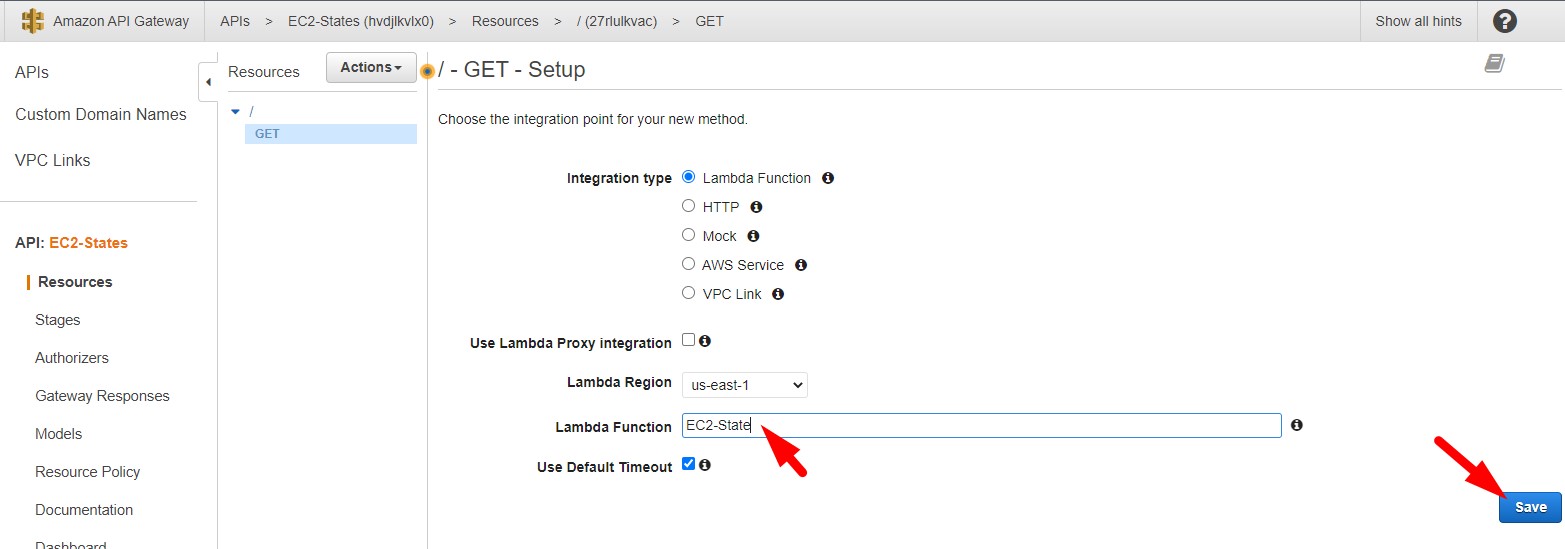 Amazon API Gateway
APIs > EC2-States (hvdjlkvlx0) > Resources > / (27rlulkvac) > GET
Show all hints
?
APIs
Custom Domain Names
VPC Links
API: EC2-States
Resources
Stages
Authorizers
Gateway Responses
Models
Resource Policy
Documentation
Dashboard
Resources
Actions
/
GET
/ - GET - Setup
Choose the integration point for your new method.
Integration type
Lambda Function
HTTP
Mock
AWS Service
VPC Link
Use Lambda Proxy integration
Lambda Region us-east-1
Lambda Function EC2-State
Use Default Timeout
Save